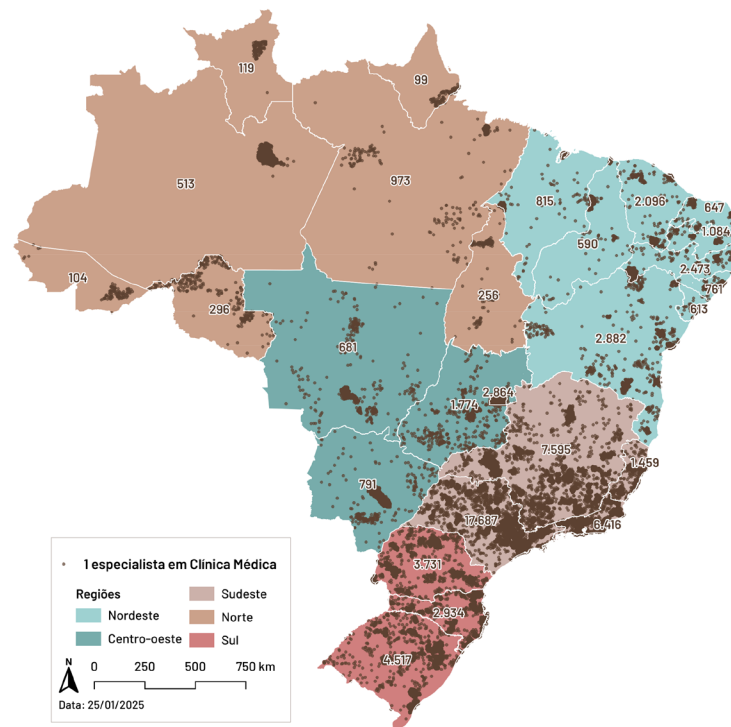 119
99
513
973
815
2.096
647
1.084
590
2.473
761
613
104
296
256
2.882
681
1.774
2.864
7.595
1.459
791
17.687
6.416
3.731
2.934
4.517
1 especialista em Clínica Médica
Regiões
Nordeste
Centro-oeste
Sudeste
Norte
Sul
N
0 250 500 750 km
Data: 25/01/2025